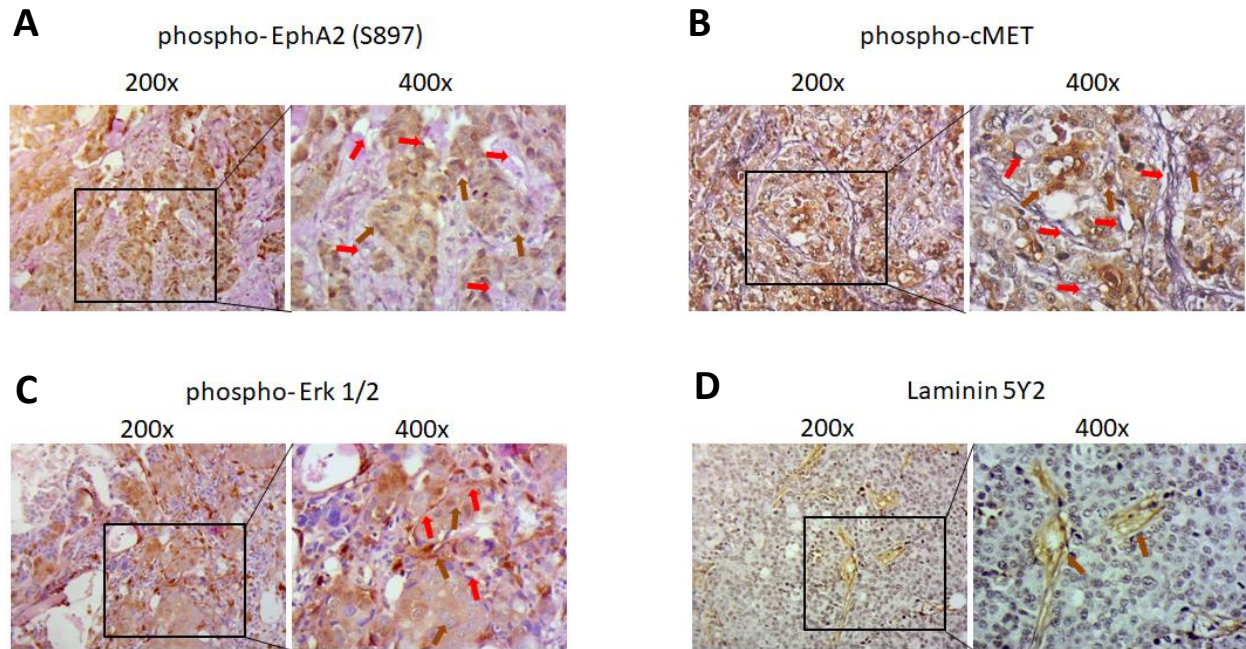 A
phospho-EphA2 (S897)
200x 400x
B
phospho-cMET
200x 400x
C
phospho-Erk 1/2
200x 400x
D
Laminin 5Y2
200x 400x